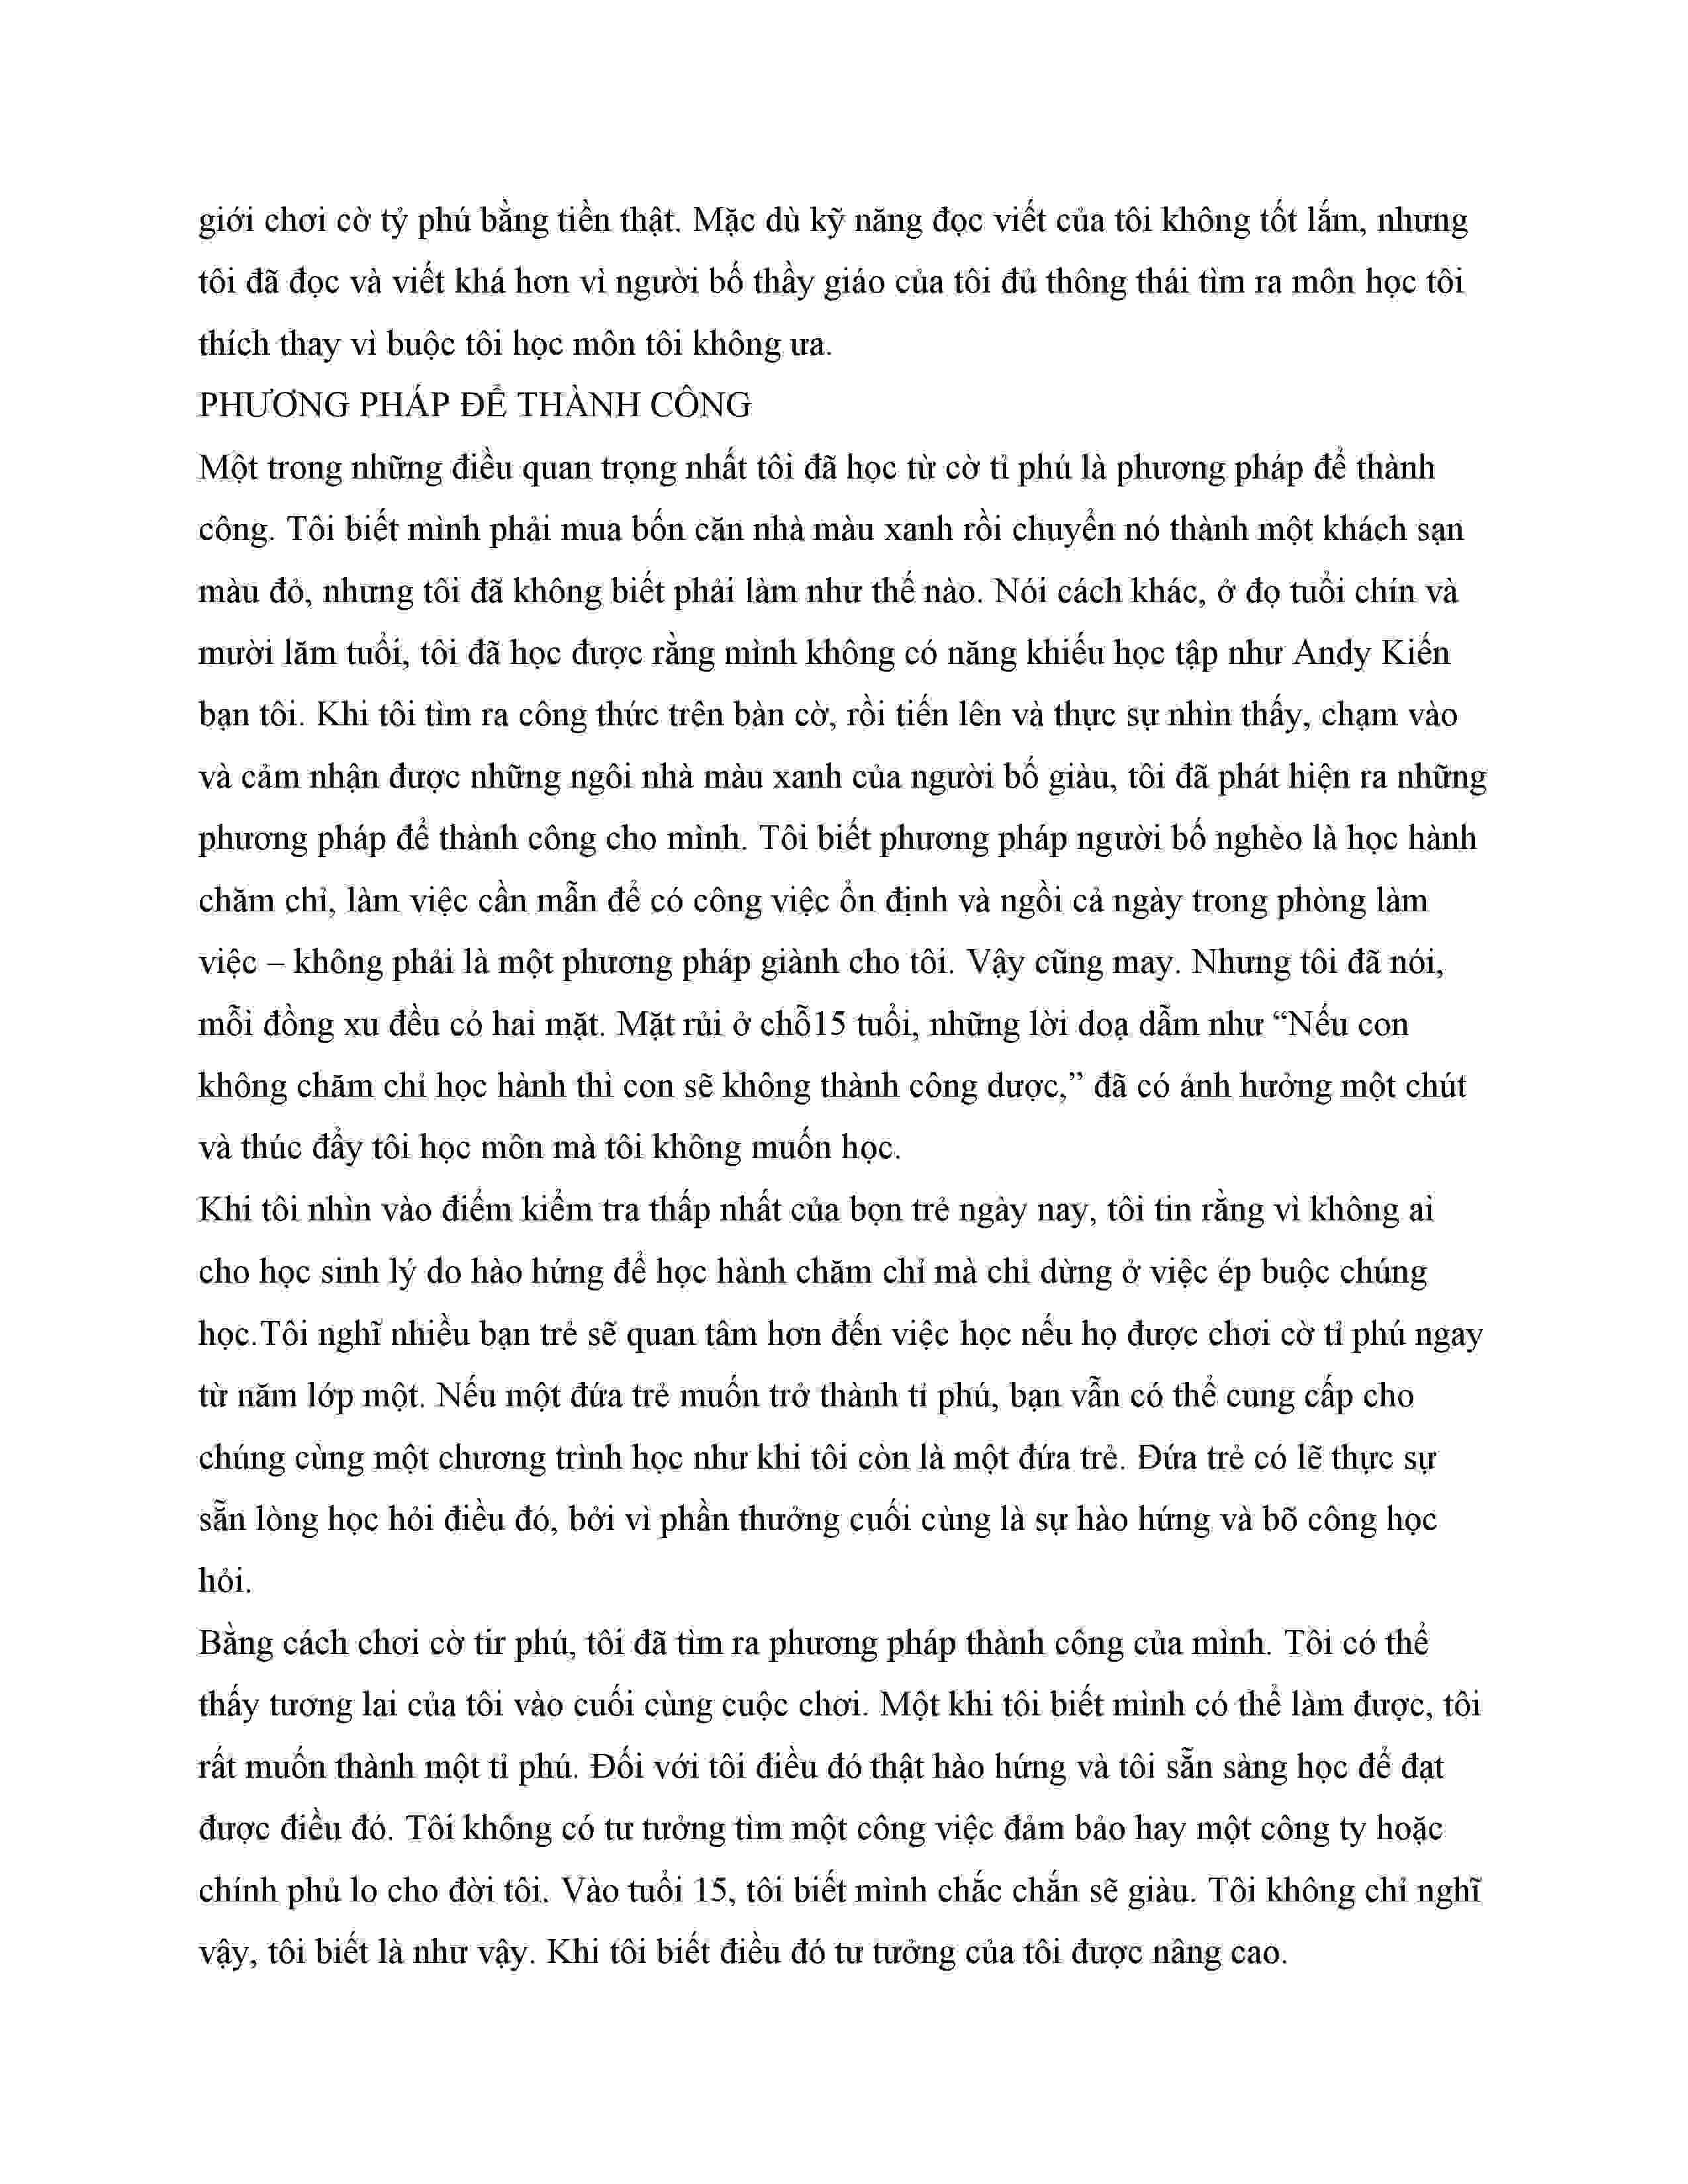 giới chơi cờ tỷ phú bằng tiền thật. Mặc dù kỹ năng đọc viết của tôi không tốt lắm, nhưng
tôi đã đọc và viết khá hơn vì người bố thầy giáo của tôi đủ thông thái tìm ra môn học tôi
thích thay vì buộc tôi học môn tôi không ưa.
PHƯƠNG PHÁP ĐỂ THÀNH CÔNG
Một trong những điều quan trọng nhất tôi đã học từ cờ tỉ phú là phương pháp để thành
công. Tôi biết mình phải mua bốn căn nhà màu xanh rồi chuyển nó thành một khách sạn
màu đỏ, nhưng tôi đã không biết phải làm như thế nào. Nói cách khác, ở đọ tuổi chín và
mười lăm tuổi, tôi đã học được rằng mình không có năng khiếu học tập như Andy Kiến
bạn tôi. Khi tôi tìm ra công thức trên bàn cờ, rồi tiến lên và thực sự nhìn thấy, chạm vào
và cảm nhận được những ngôi nhà màu xanh của người bố giàu, tôi đã phát hiện ra những
phương pháp để thành công cho mình. Tôi biết phương pháp người bố nghèo là học hành
chăm chỉ, làm việc cần mẫn để có công việc ổn định và ngồi cả ngày trong phòng làm
việc – không phải là một phương pháp giành cho tôi. Vậy cũng may. Nhưng tôi đã nói,
mỗi đồng xu đều có hai mặt. Mặt rủi ở chỗ15 tuổi, những lời doạ dẫm như “Nếu con
không chăm chỉ học hành thì con sẽ không thành công dược,” đã có ảnh hưởng một chút
và thúc đẩy tôi học môn mà tôi không muốn học.
Khi tôi nhìn vào điểm kiểm tra thấp nhất của bọn trẻ ngày nay, tôi tin rằng vì không ai
cho học sinh lý do hào hứng để học hành chăm chỉ mà chỉ dừng ở việc ép buộc chúng
học.Tôi nghĩ nhiều bạn trẻ sẽ quan tâm hơn đến việc học nếu họ được chơi cờ tỉ phú ngay
từ năm lớp một. Nếu một đứa trẻ muốn trở thành tỉ phú, bạn vẫn có thể cung cấp cho
chúng cùng một chương trình học như khi tôi còn là một đứa trẻ. Đứa trẻ có lẽ thực sự
sẵn lòng học hỏi điều đó, bởi vì phần thưởng cuối cùng là sự hào hứng và bõ công học
hỏi.
Bằng cách chơi cờ tir phú, tôi đã tìm ra phương pháp thành công của mình. Tôi có thể
thấy tương lai của tôi vào cuối cùng cuộc chơi. Một khi tôi biết mình có thể làm được, tôi
rất muốn thành một tỉ phú. Đối với tôi điều đó thật hào hứng và tôi sẵn sàng học để đạt
được điều đó. Tôi không có tư tưởng tìm một công việc đảm bảo hay một công ty hoặc
chính phủ lo cho đời tôi. Vào tuổi 15, tôi biết mình chắc chắn sẽ giàu. Tôi không chỉ nghĩ
vậy, tôi biết là như vậy. Khi tôi biết điều đó tư tưởng của tôi được nâng cao.